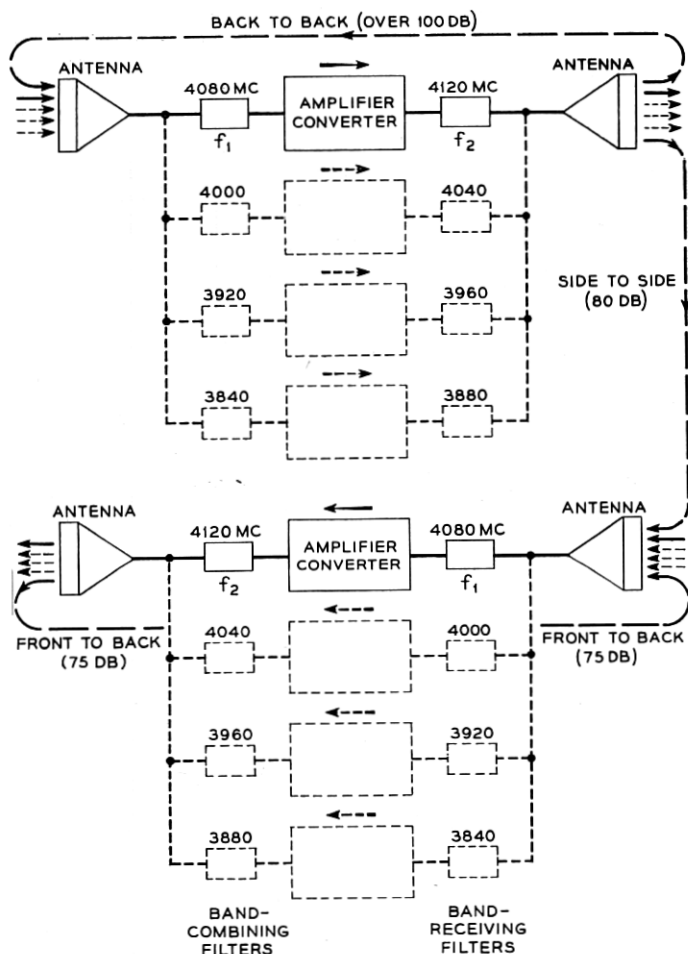 BACK TO BACK (OVER 100 DB)
ANTENNA
ANTENNA
4080 MC
4120 MC
AMPLIFIER
CONVERTER
f1
f2
4000
4040
3920
3960
SIDE TO SIDE
(80 DB)
3840
3880
ANTENNA
ANTENNA
4120 MC
4080 MC
AMPLIFIER
CONVERTER
f2
f1
FRONT TO BACK
(75 DB)
FRONT TO BACK
(75 DB)
4040
4000
3960
3920
3880
3840
BAND-
COMBINING
FILTERS
BAND-
RECEIVING
FILTERS